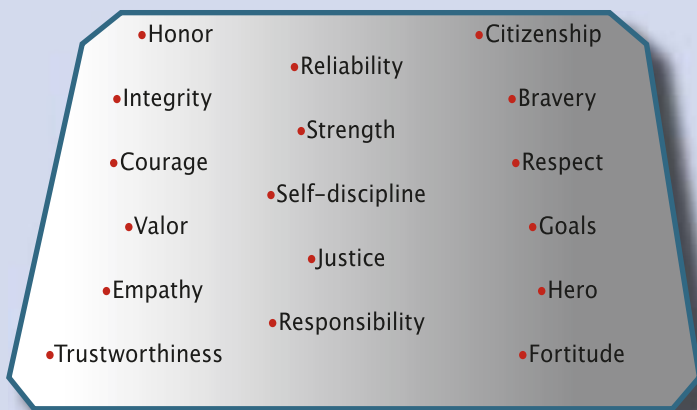 •Honor
•Integrity
•Courage
•Valor
•Empathy
•Trustworthiness
•Reliability
•Strength
•Self-discipline
•Justice
•Responsibility
•Citizenship
•Bravery
•Respect
•Goals
•Hero
•Fortitude